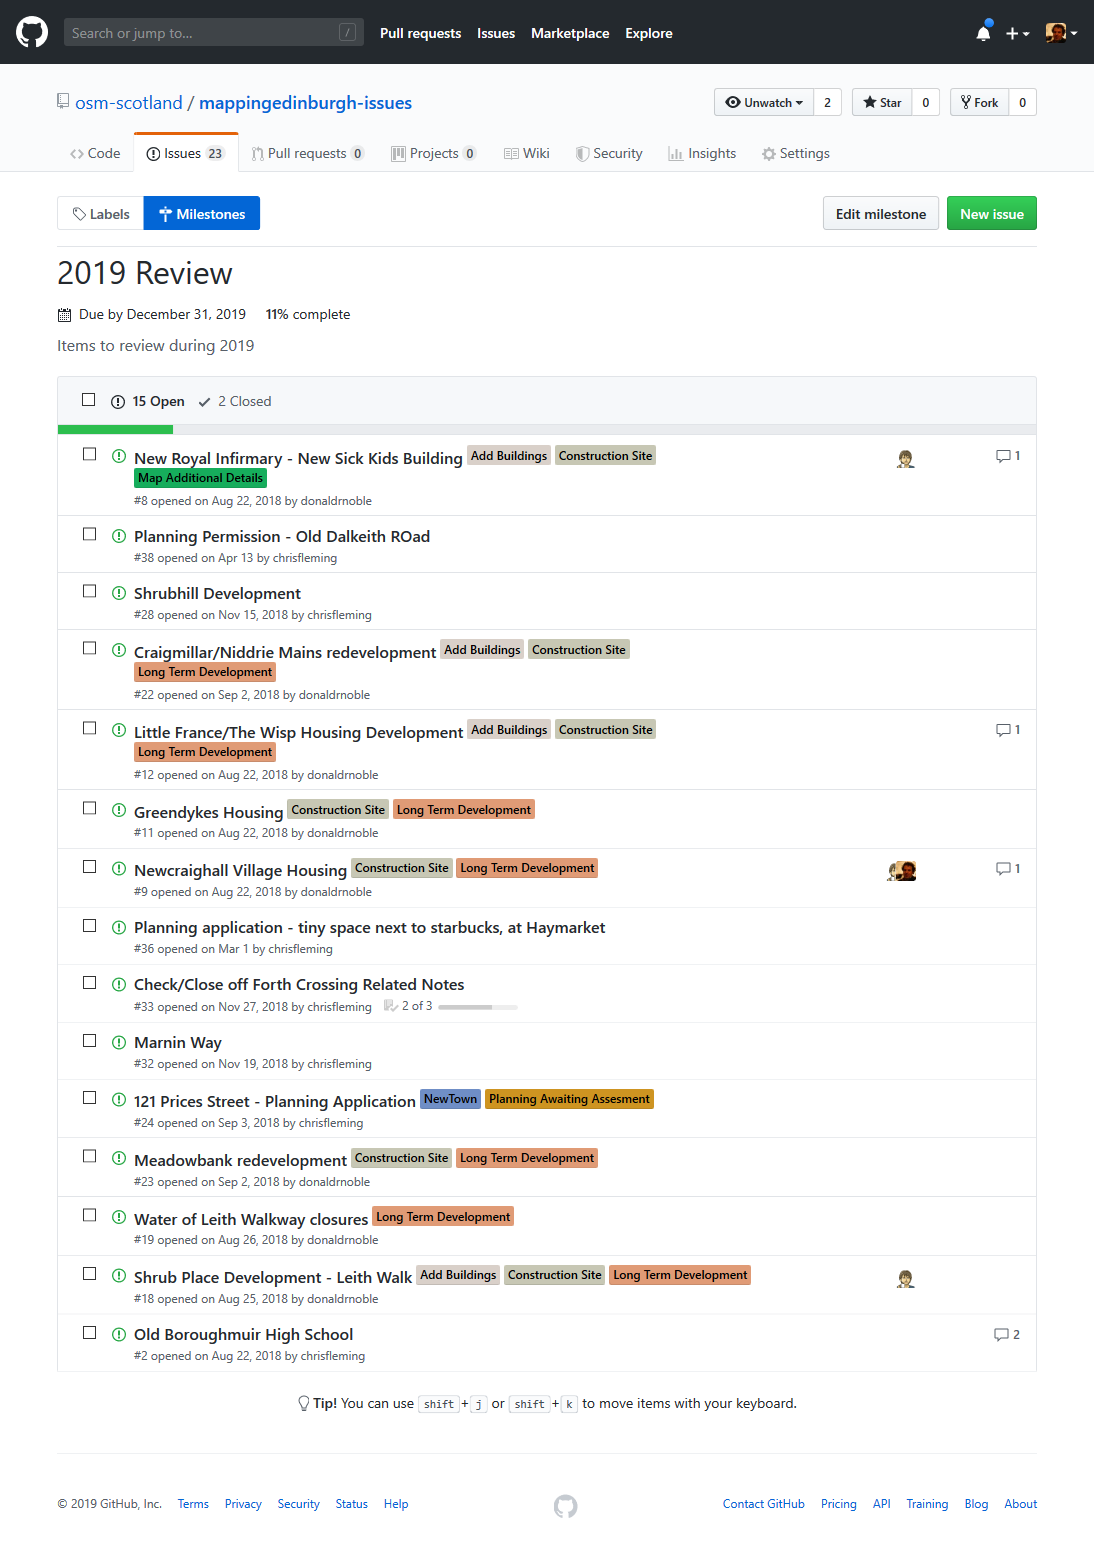 Search or jump to... /
Pull requests Issues Marketplace Explore
osm-scotland / mappingedinburgh-issues
Unwatch 2 Star 0 Fork 0
Code Issues 23 Pull requests 0 Projects 0 Wiki Security Insights Settings
Labels Milestones Edit milestone New issue
2019 Review
Due by December 31, 2019 11% complete
Items to review during 2019
15 Open 2 Closed
New Royal Infirmary - New Sick Kids Building Add Buildings Construction Site 1
Map Additional Details
#8 opened on Aug 22, 2018 by donaldrnoble
Planning Permission - Old Dalkeith ROad
#38 opened on Apr 13 by chrisfleming
Shrubhill Development
#28 opened on Nov 15, 2018 by chrisfleming
Craigmillar/Niddrie Mains redevelopment Add Buildings Construction Site
Long Term Development
#22 opened on Sep 2, 2018 by donaldrnoble
Little France/The Wisp Housing Development Add Buildings Construction Site 1
Long Term Development
#12 opened on Aug 22, 2018 by donaldrnoble
Greendykes Housing Construction Site Long Term Development
#11 opened on Aug 22, 2018 by donaldrnoble
Newcraighall Village Housing Construction Site Long Term Development 1
#9 opened on Aug 22, 2018 by donaldrnoble
Planning application - tiny space next to starbucks, at Haymarket
#36 opened on Mar 1 by chrisfleming
Check/Close off Forth Crossing Related Notes
#33 opened on Nov 27, 2018 by chrisfleming 2 of 3
Marnin Way
#32 opened on Nov 19, 2018 by chrisfleming
121 Prices Street - Planning Application NewTown Planning Awaiting Assesment
#24 opened on Sep 3, 2018 by chrisfleming
Meadowbank redevelopment Construction Site Long Term Development
#23 opened on Sep 2, 2018 by donaldrnoble
Water of Leith Walkway closures Long Term Development
#19 opened on Aug 26, 2018 by donaldrnoble
Shrub Place Development - Leith Walk Add Buildings Construction Site Long Term Development
#18 opened on Aug 25, 2018 by donaldrnoble
Old Boroughmuir High School 2
#2 opened on Aug 22, 2018 by chrisfleming
Tip! You can use shift + j or shift + k to move items with your keyboard.
© 2019 GitHub, Inc. Terms Privacy Security Status Help Contact GitHub Pricing API Training Blog About